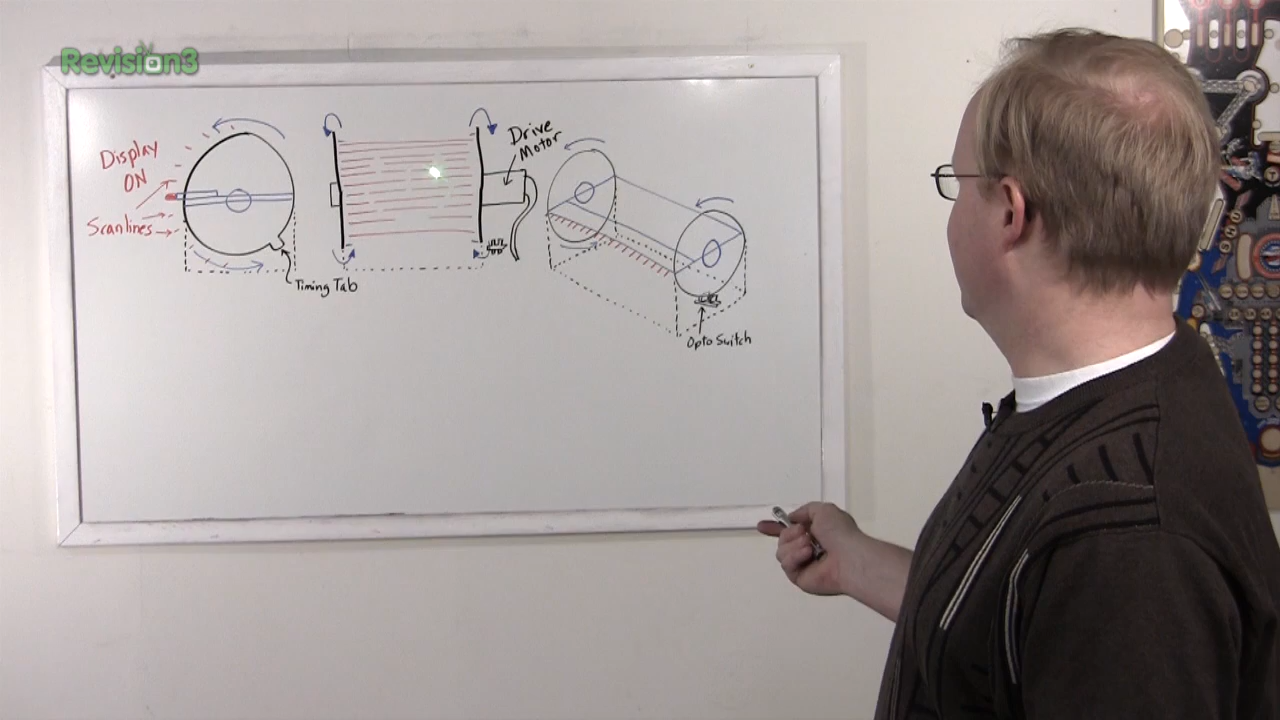 Revision3
Display
ON
Scanlines
Timing Tab
Drive
Motor
Opto Switch